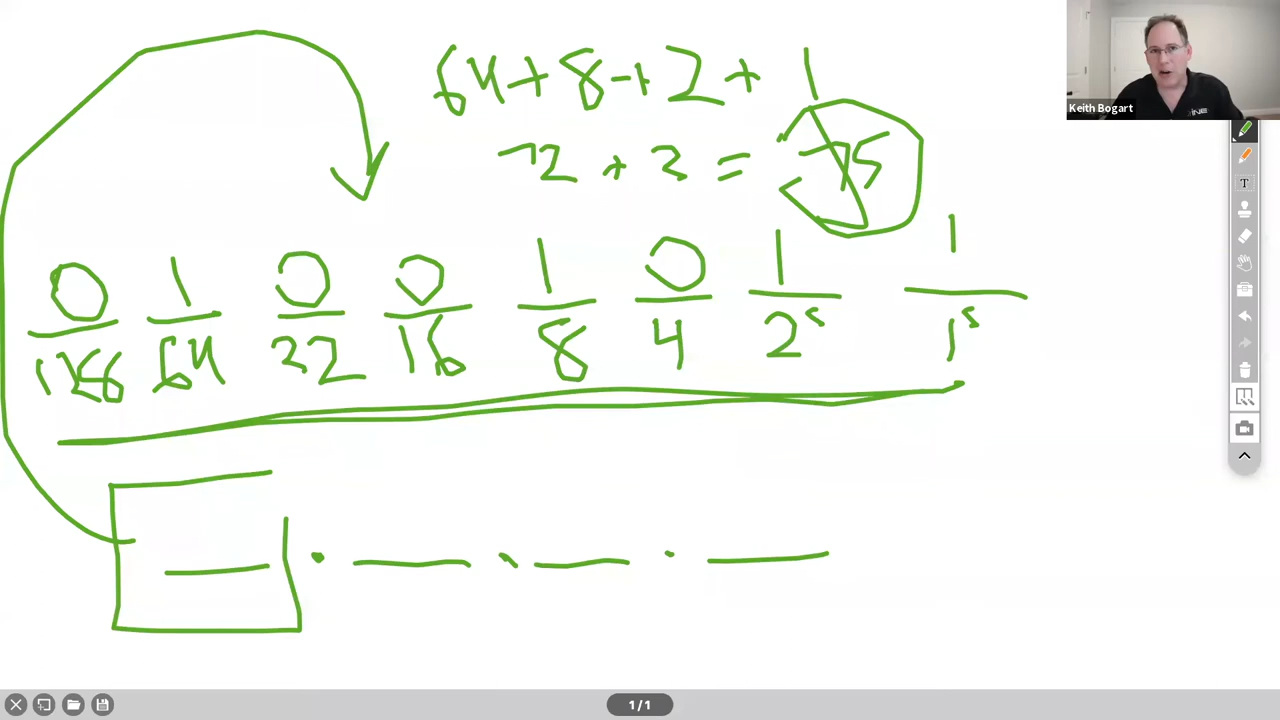 64+8+2+1
72+3=75
0 1 0 0 1 0 1 1
128 64 32 16 8 4 2s 1s
. . .
Keith Bogart
INE
T
1/1